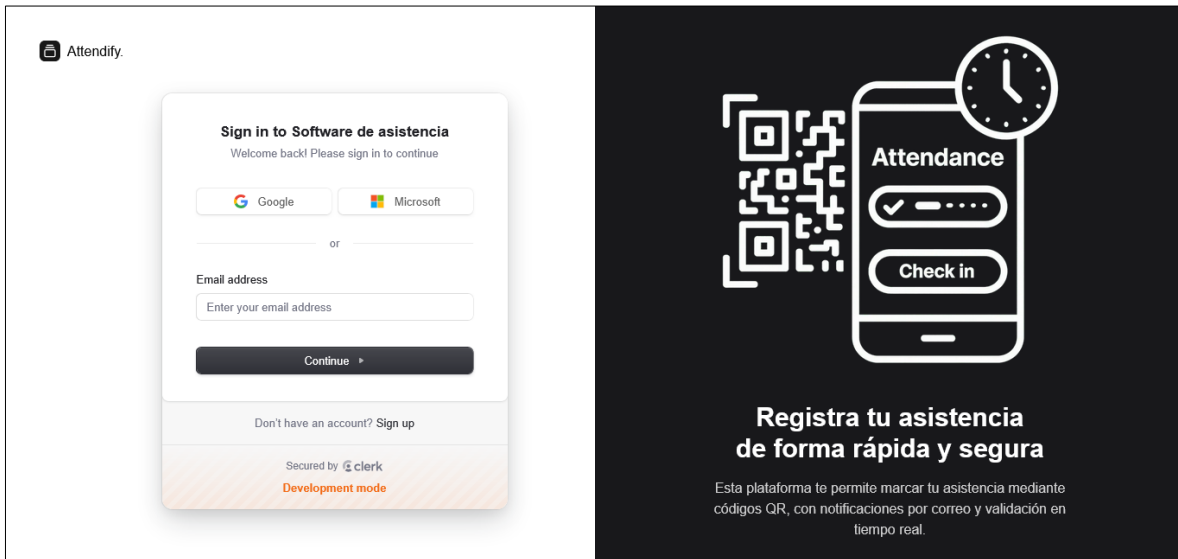 Attendify.
Sign in to Software de asistencia
Welcome back! Please sign in to continue
Google
Microsoft
or
Email address
Enter your email address
Continue
Don't have an account? Sign up
Secured by clerk
Development mode
Attendance
Check in
Registra tu asistencia
de forma rápida y segura
Esta plataforma te permite marcar tu asistencia mediante
códigos QR, con notificaciones por correo y validación en
tiempo real.